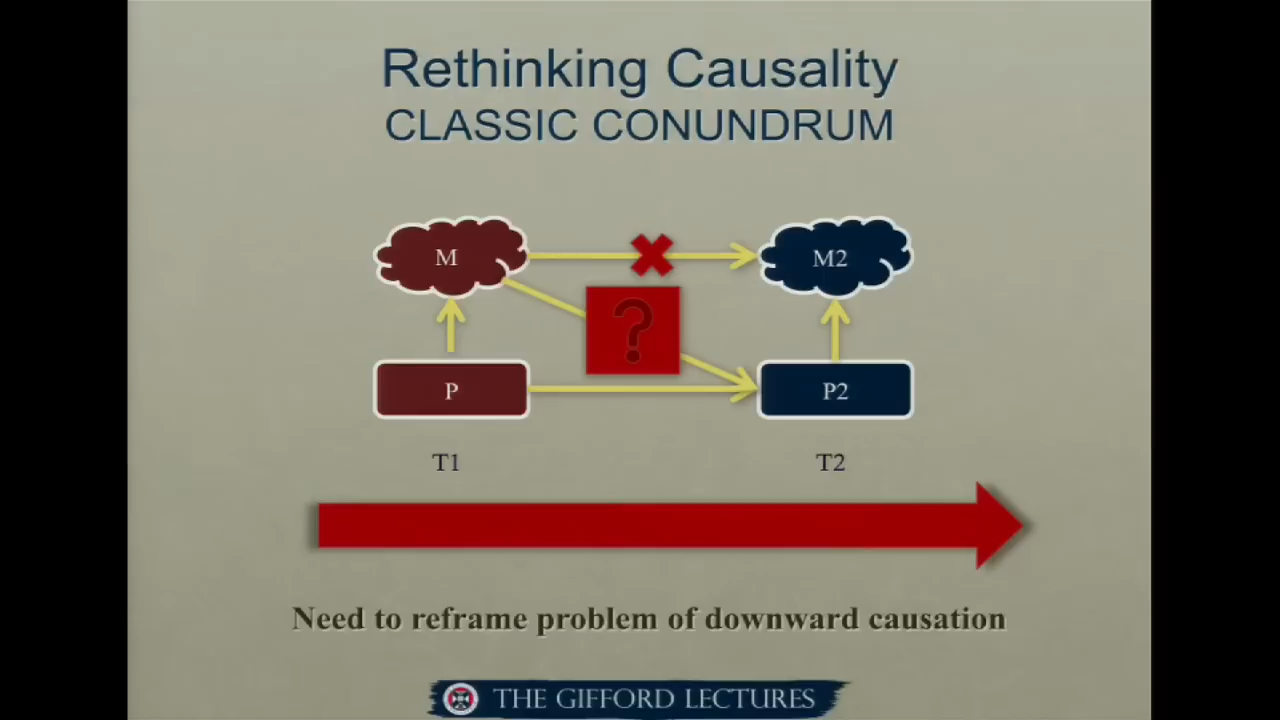 Rethinking Causality
CLASSIC CONUNDRUM
M
M2
?
P
P2
T1
T2
Need to reframe problem of downward causation
THE GIFFORD LECTURES